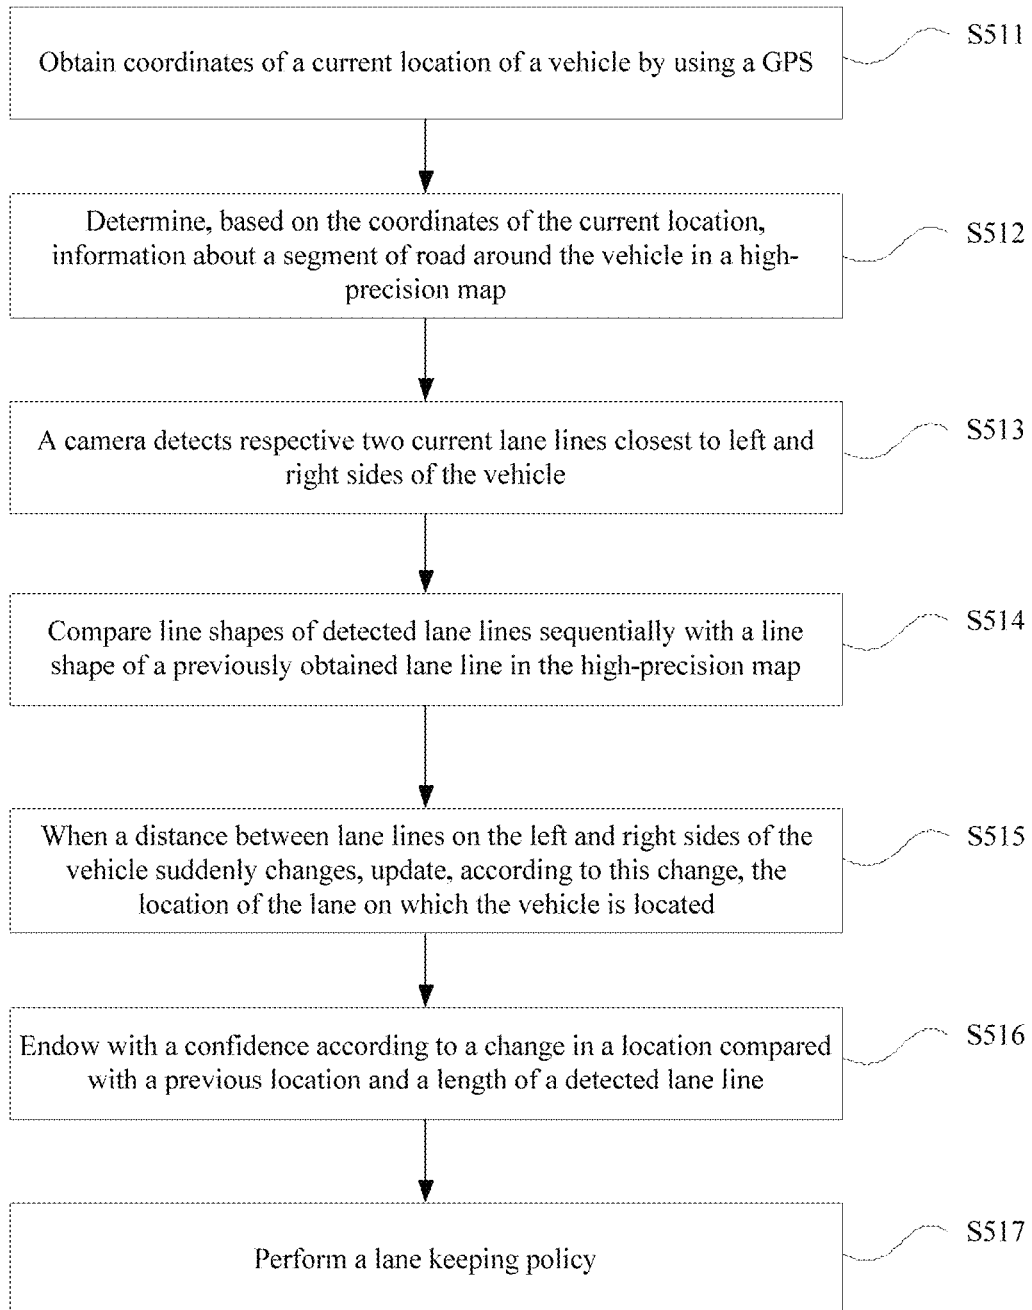 Obtain coordinates of a current location of a vehicle by using a GPS
S511
Determine, based on the coordinates of the current location,
information about a segment of road around the vehicle in a high-
precision map
S512
A camera detects respective two current lane lines closest to left and
right sides of the vehicle
S513
Compare line shapes of detected lane lines sequentially with a line
shape of a previously obtained lane line in the high-precision map
S514
When a distance between lane lines on the left and right sides of the
vehicle suddenly changes, update, according to this change, the
location of the lane on which the vehicle is located
S515
Endow with a confidence according to a change in a location compared
with a previous location and a length of a detected lane line
S516
Perform a lane keeping policy
S517